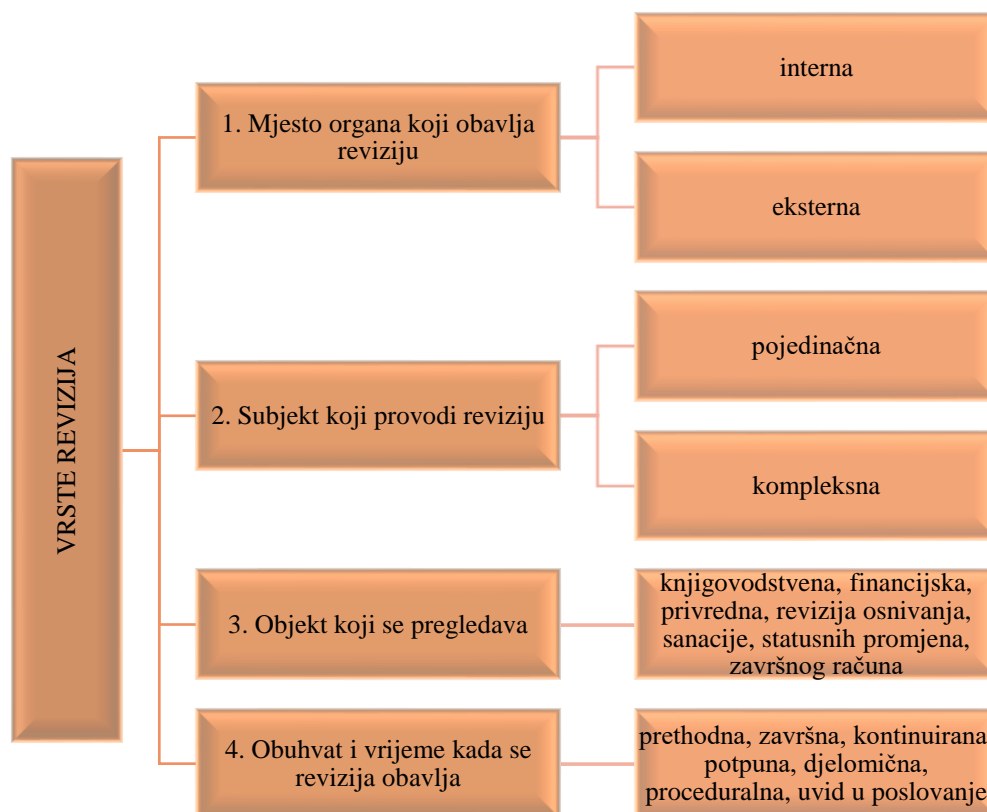 VRSTE REVIZIJA
1. Mjesto organa koji obavlja
reviziju
interna
eksterna
2. Subjekt koji provodi reviziju
pojedinačna
kompleksna
3. Objekt koji se pregledava
knjigovodstvena, financijska,
privredna, revizija osnivanja,
sanacije, statusnih promjena,
završnog računa
4. Obuhvat i vrijeme kada se
revizija obavlja
prethodna, završna, kontinuirana
potpuna, djelomična,
proceduralna, uvid u poslovanje